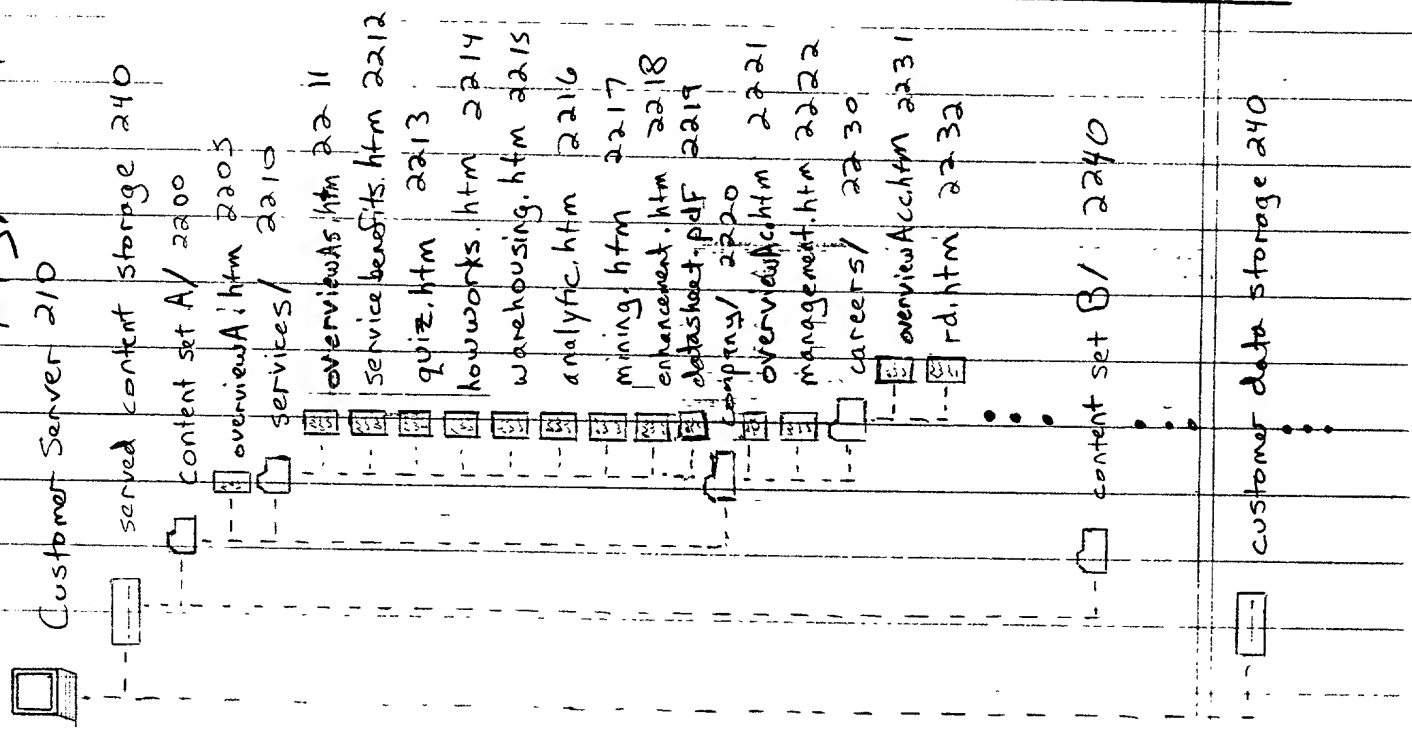 Customer Server 210
served content storage 240
content set A/ 2200
overviewA.htm 2205
services/ 2210
overviewAs.htm 2211
servicebenefits.htm 2212
quiz.htm 2213
howworks.htm 2214
warehousing.htm 2215
analytic.htm 2216
mining.htm 2217
enhancement.htm 2218
datasheet.pdf 2219
company/ 2220
overviewAc.htm 2221
management.htm 2222
careers/ 2230
overviewAcc.htm 2231
rd.htm 2232
content set B/ 2240
customer data storage 240